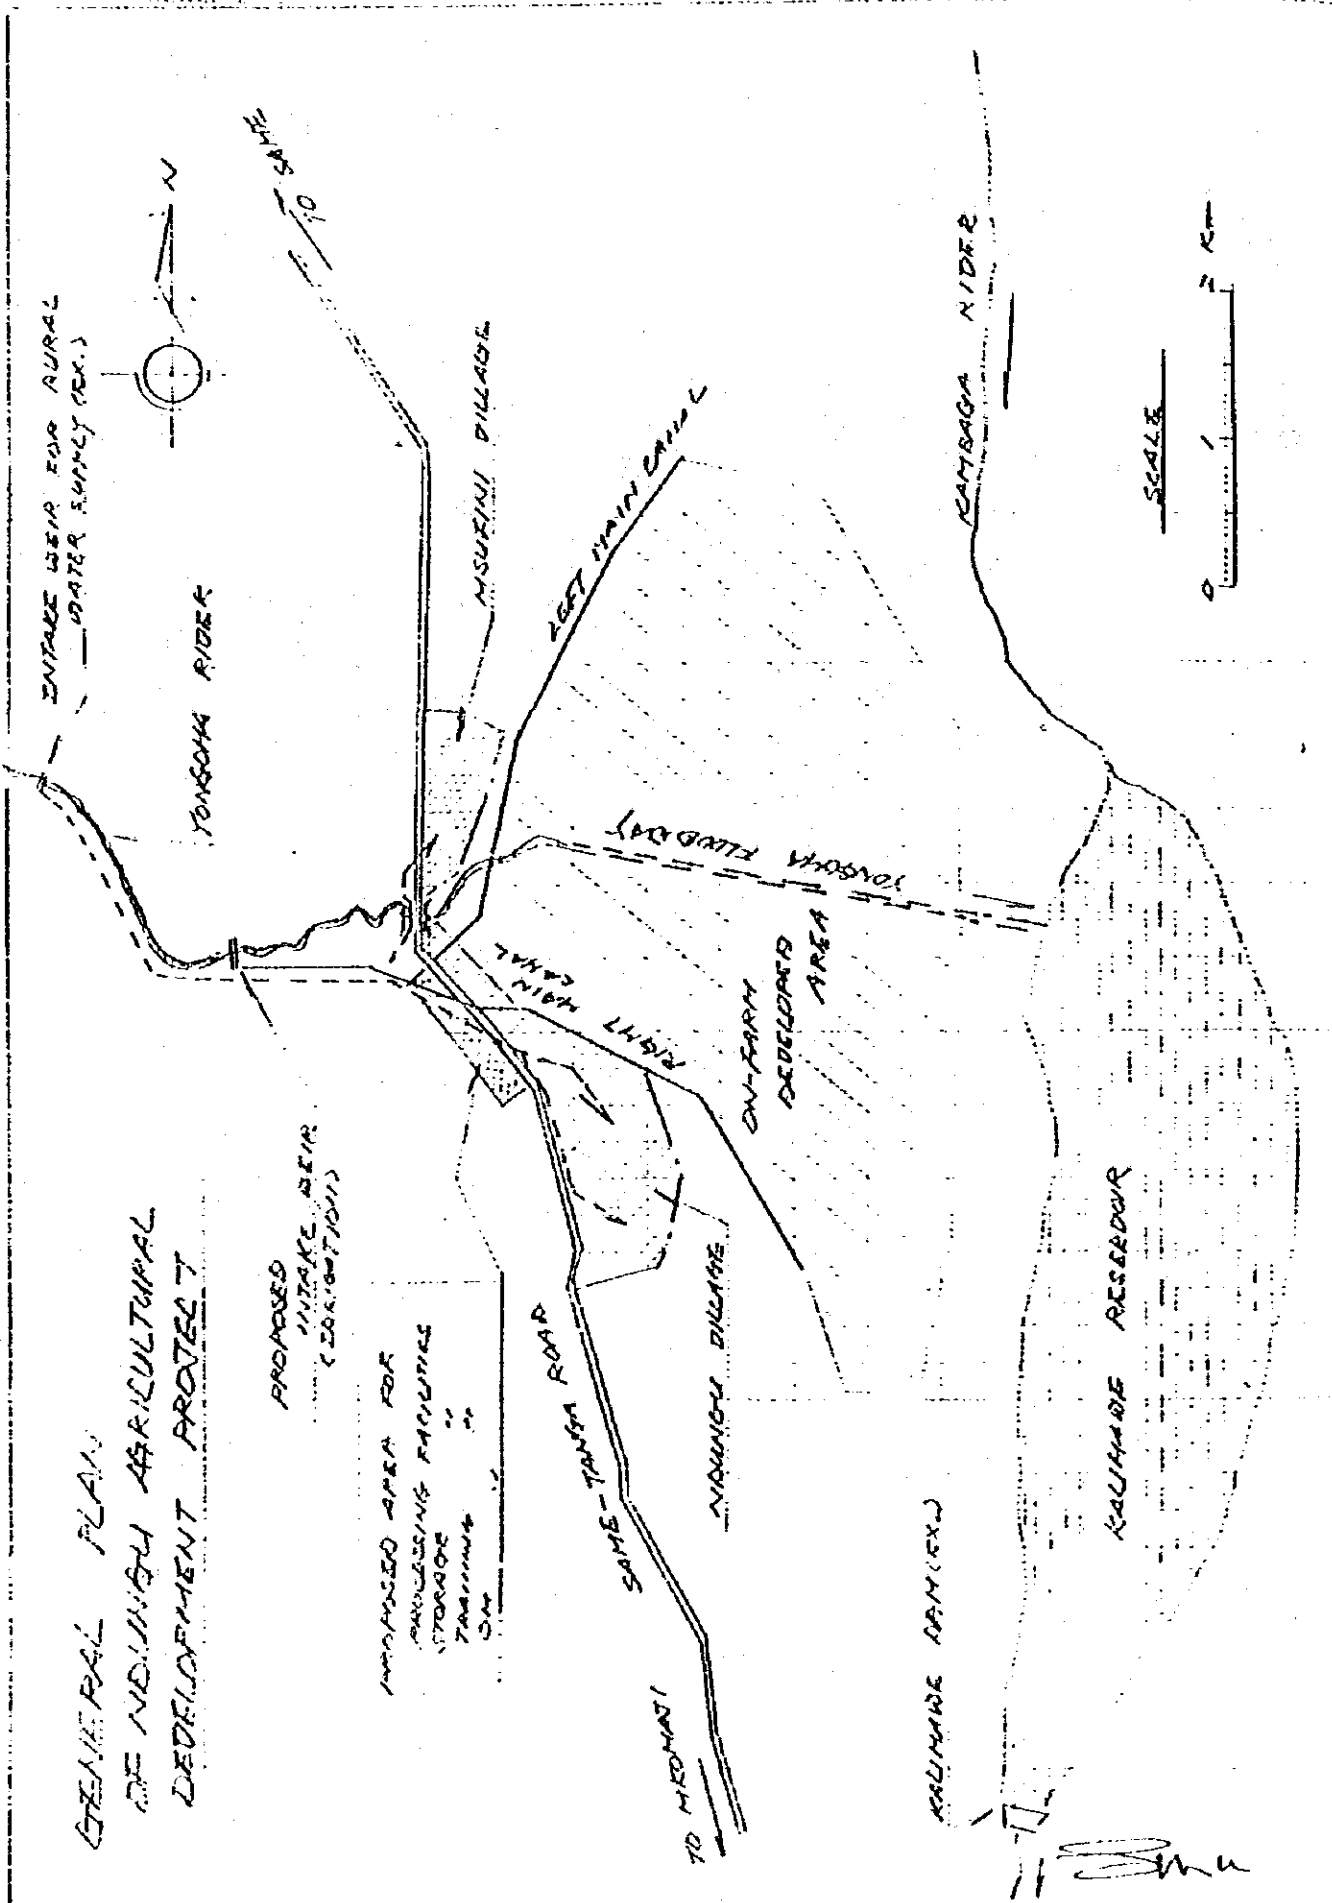 GENERAL PLAN
OF NDUNGU AGRICULTURAL
DEVELOPMENT PROJECT
INTAKE WEIR FOR RURAL
WATER SUPPLY (EX.)
N
TO SAME
YONGOMA RIVER
PROPOSED
INTAKE WEIR
(IRRIGATION)
MSUFINI VILLAGE
LEFT MAIN CANAL
PROPOSED AREA FOR
PROCESSING FACILITIES
STORAGE "
TRAINING "
RIGHT MAIN
CANAL
YONGOMA FLOODWAY
SAME-TANGA ROAD
ON-FARM
DEVELOPED
AREA
NDUNGU VILLAGE
TO MKOMAZI
KAMBAGA RIVER
KALIMAWE DAM (EX.)
KALIMAWE RESERVOIR
SCALE
0 1 2 Km